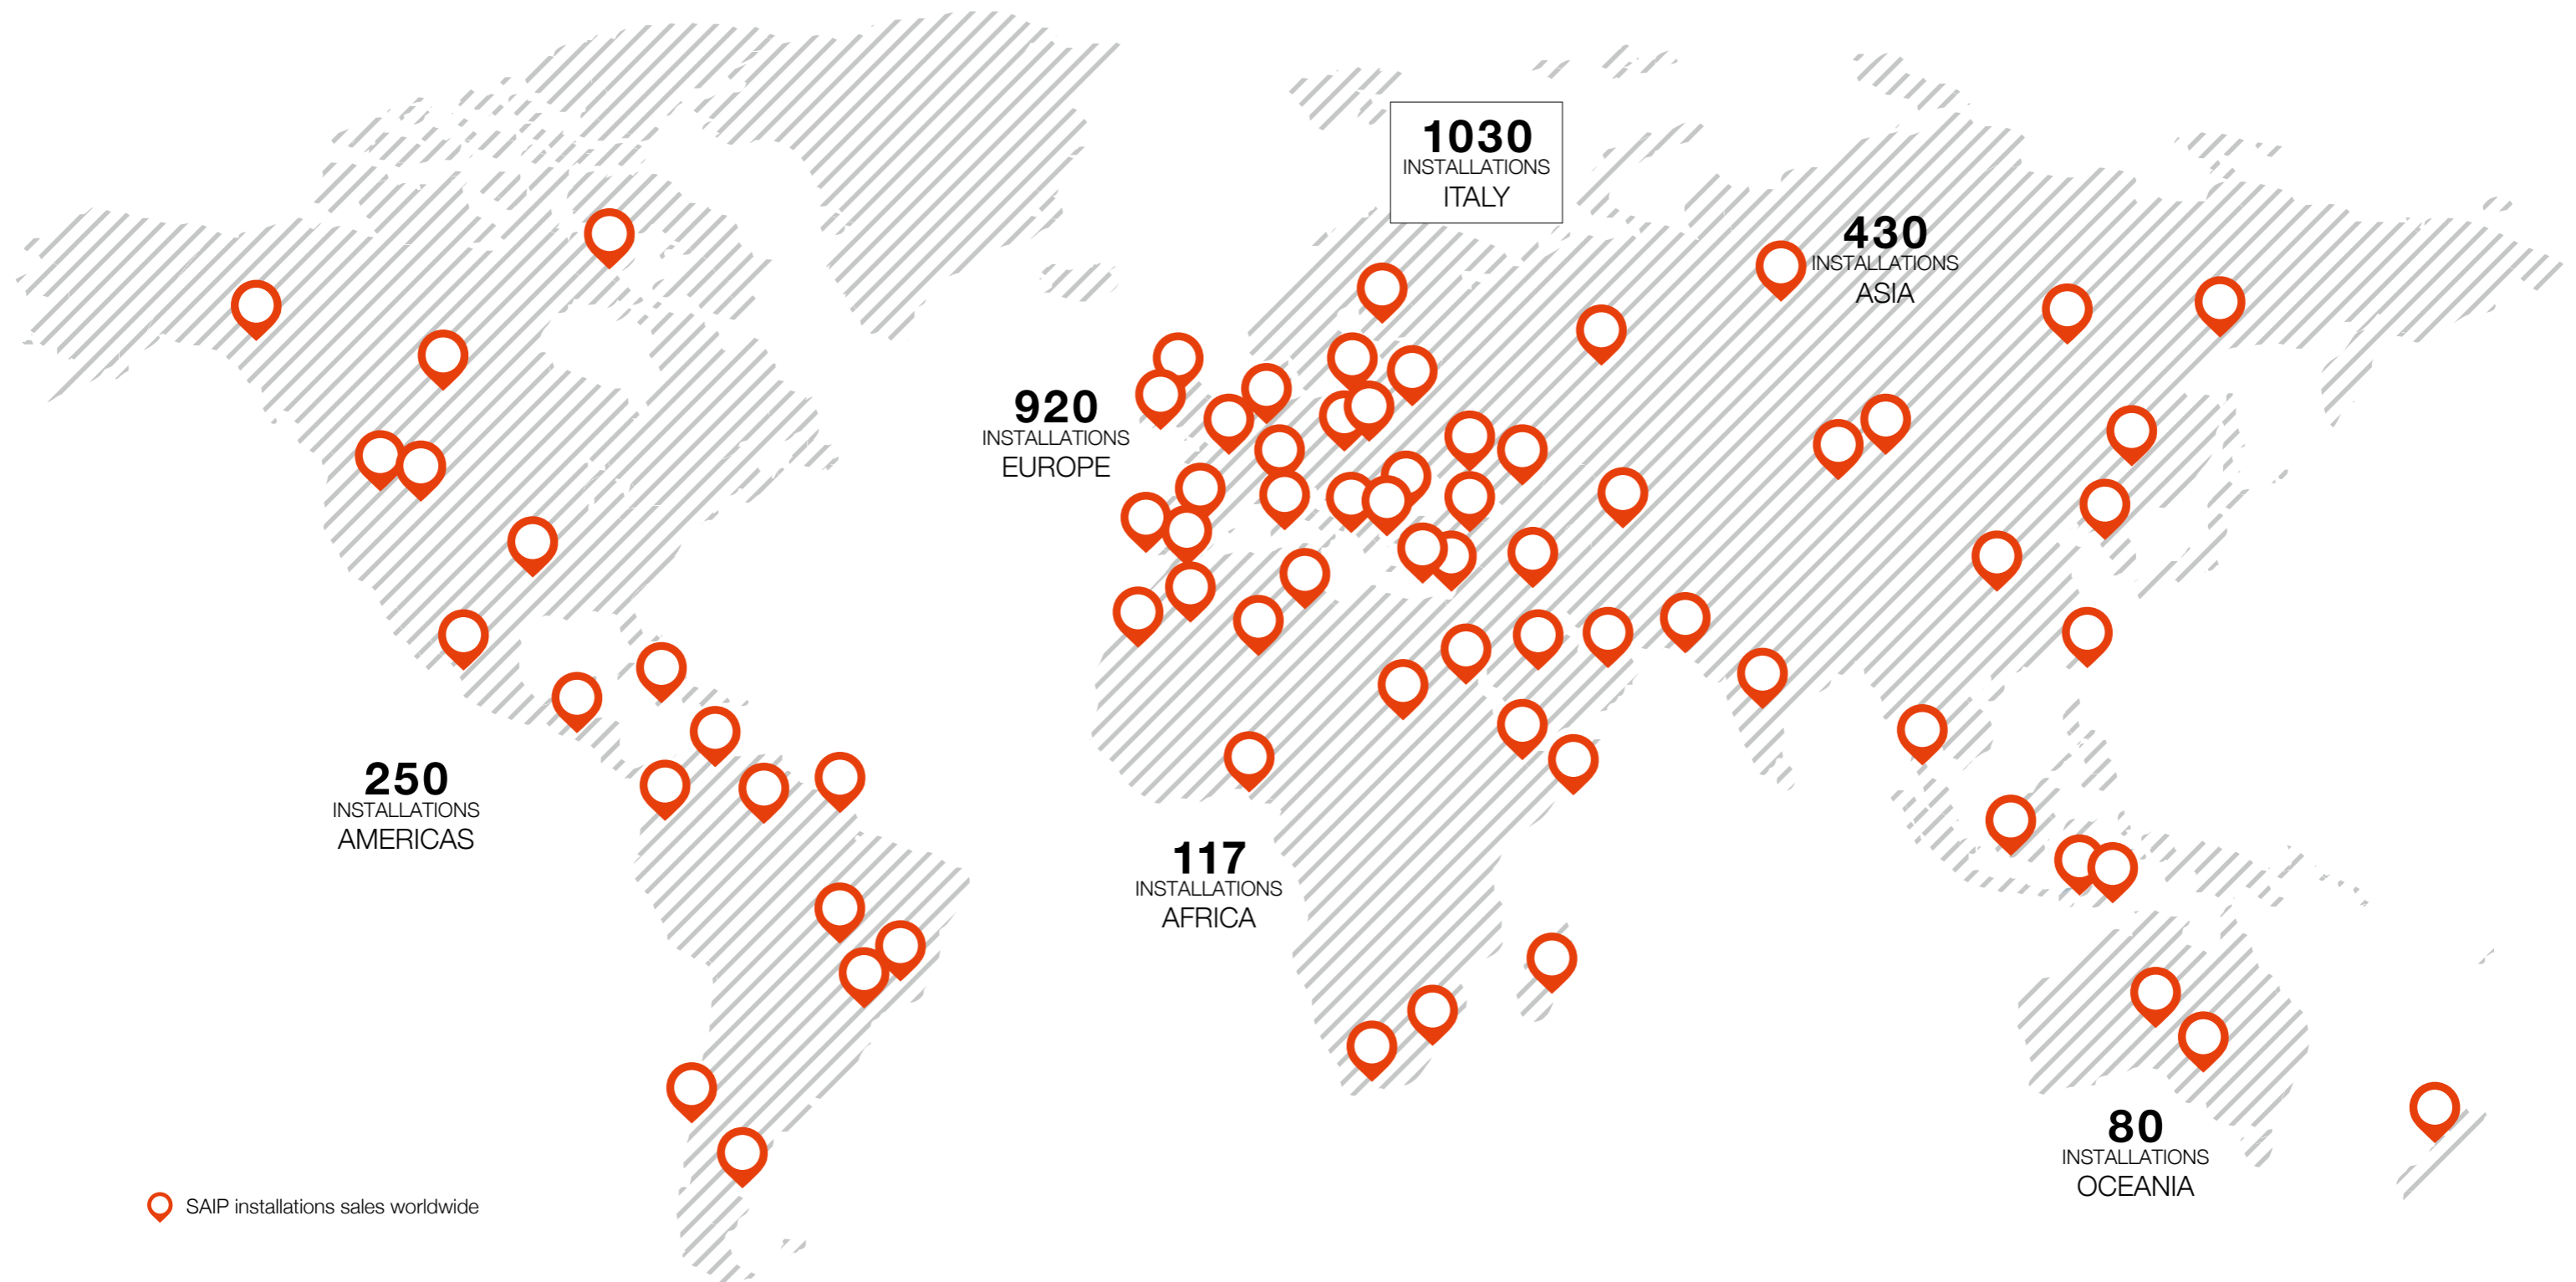 1030
INSTALLATIONS
ITALY
430
INSTALLATIONS
ASIA
920
INSTALLATIONS
EUROPE
250
INSTALLATIONS
AMERICAS
117
INSTALLATIONS
AFRICA
80
INSTALLATIONS
OCEANIA
SAIP installations sales worldwide